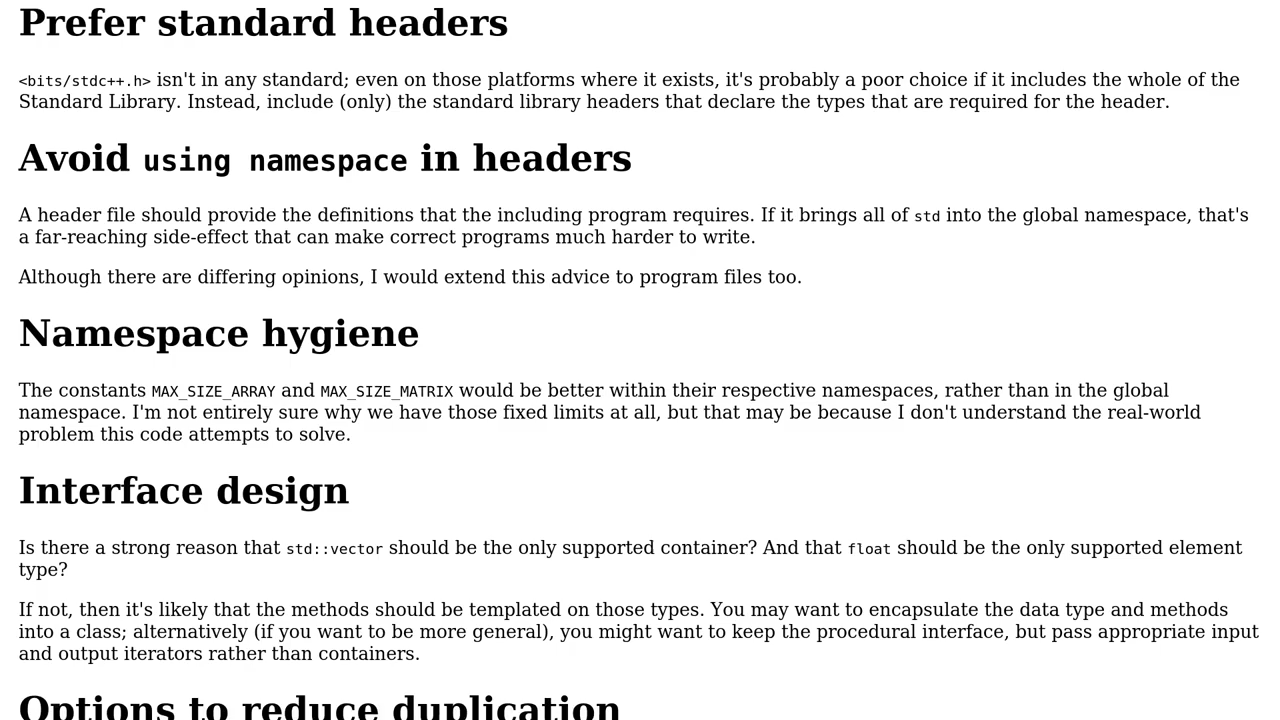 Prefer standard headers
<bits/stdc++.h> isn't in any standard; even on those platforms where it exists, it's probably a poor choice if it includes the whole of the
Standard Library. Instead, include (only) the standard library headers that declare the types that are required for the header.
Avoid using namespace in headers
A header file should provide the definitions that the including program requires. If it brings all of std into the global namespace, that's
a far-reaching side-effect that can make correct programs much harder to write.
Although there are differing opinions, I would extend this advice to program files too.
Namespace hygiene
The constants MAX_SIZE_ARRAY and MAX_SIZE_MATRIX would be better within their respective namespaces, rather than in the global
namespace. I'm not entirely sure why we have those fixed limits at all, but that may be because I don't understand the real-world
problem this code attempts to solve.
Interface design
Is there a strong reason that std::vector should be the only supported container? And that float should be the only supported element
type?
If not, then it's likely that the methods should be templated on those types. You may want to encapsulate the data type and methods
into a class; alternatively (if you want to be more general), you might want to keep the procedural interface, but pass appropriate input
and output iterators rather than containers.
Options to reduce duplication